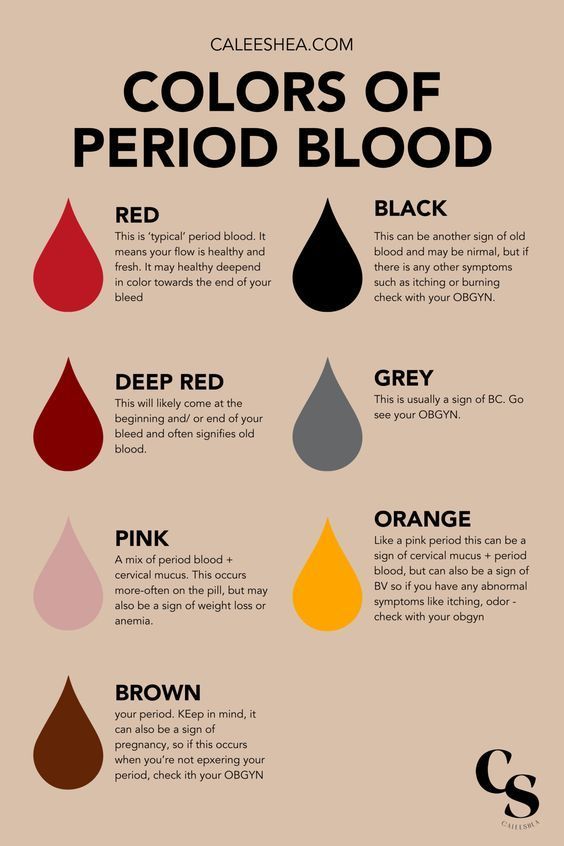 CALEESHEA.COM
COLORS OF
PERIOD BLOOD
RED
This is ‘typical’ period blood. It
means your flow is healthy and
fresh. It may healthy deepend
in color towards the end of your
bleed
DEEP RED
This will likely come at the
beginning and/ or end of your
bleed and often signifies old
blood.
PINK
A mix of period blood +
cervical mucus. This occurs
more-often on the pill, but may
also be a sign of weight loss or
anemia.
BROWN
your period. KEep in mind, it
can also be a sign of
pregnancy, so if this occurs
when you’re not epxering your
period, check ith your OBGYN
BLACK
This can be another sign of old
blood and may be nirmal, but if
there is any other symptoms
such as itching or burning
check with your OBGYN.
GREY
This is usually a sign of BC. Go
see your OBGYN.
ORANGE
Like a pink period this can be a
sign of cervical mucus + period
blood, but can also be a sign of
BV so if you have any abnormal
symptoms like itching, odor -
check with your obgyn
CS
CALEESHEA